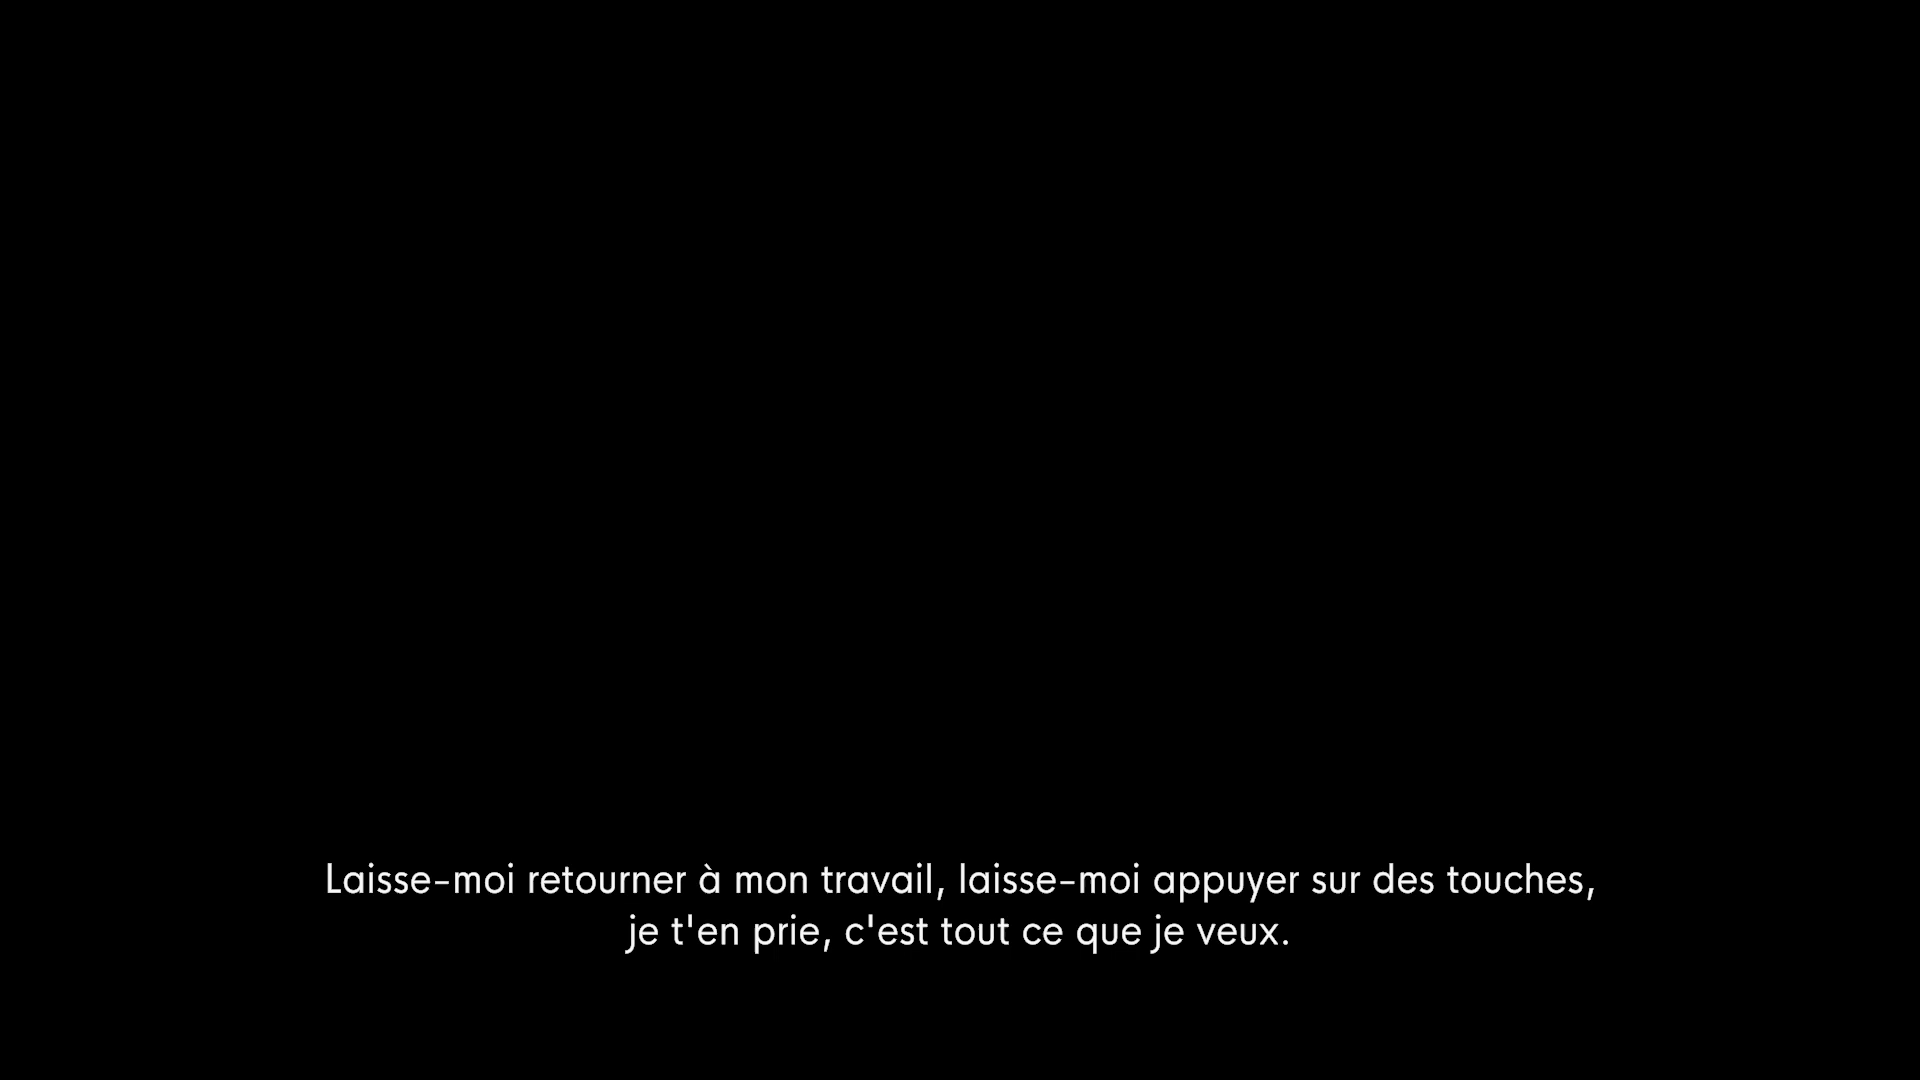 Laisse-moi retourner à mon travail, laisse-moi appuyer sur des touches,
je t'en prie, c'est tout ce que je veux.